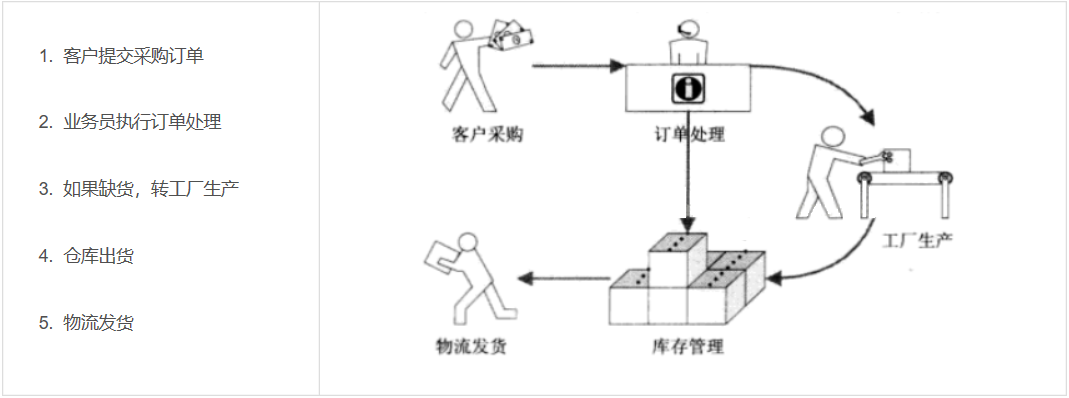 1. 客户提交采购订单
2. 业务员执行订单处理
3. 如果缺货，转工厂生产
4. 仓库出货
5. 物流发货
客户采购
订单处理
工厂生产
物流发货
库存管理